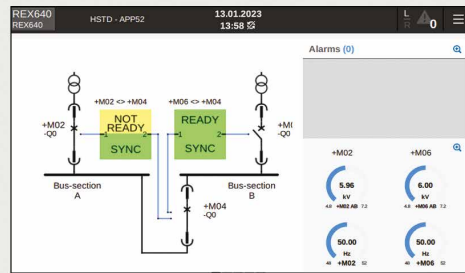 REX640
REX640
HSTD - APP52
13.01.2023
13:58
L
R
0
Alarms (0)
+M02 <> +M04
+M06 <> +M04
+M02
-Q0
NOT
READY
1 2
SYNC
READY
1 2
SYNC
-Q0
Bus-section
A
+M04
-Q0
Bus-section
B
+M02
+M06
5.96
kV
4.8 +M02 AB 7.2
6.00
kV
4.8 +M06 AB 7.2
50.00
Hz
48 +M02 52
50.00
Hz
48 +M06 52